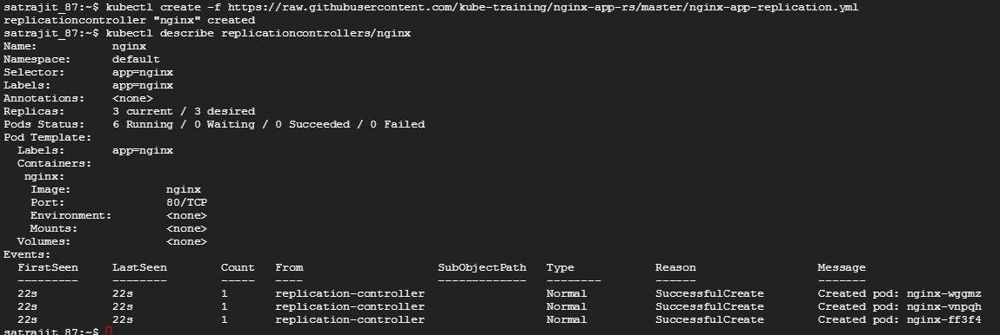 satrajit_87:~$ kubectl create -f https://raw.githubusercontent.com/kube-training/nginx-app-rs/master/nginx-app-replication.yml
replicationcontroller "nginx" created
satrajit_87:~$ kubectl describe replicationcontrollers/nginx
Name: nginx
Namespace: default
Selector: app=nginx
Labels: app=nginx
Annotations: <none>
Replicas: 3 current / 3 desired
Pods Status: 6 Running / 0 Waiting / 0 Succeeded / 0 Failed
Pod Template:
Labels: app=nginx
Containers:
nginx:
Image: nginx
Port: 80/TCP
Environment: <none>
Mounts: <none>
Volumes: <none>
Events:
FirstSeen LastSeen Count From SubObjectPath Type Reason Message
--------- -------- ----- ---- ------------- -------- ------ -------
22s 22s 1 replication-controller Normal SuccessfulCreate Created pod: nginx-wggmz
22s 22s 1 replication-controller Normal SuccessfulCreate Created pod: nginx-vnpqh
22s 22s 1 replication-controller Normal SuccessfulCreate Created pod: nginx-ff3f4
satrajit_87:~$